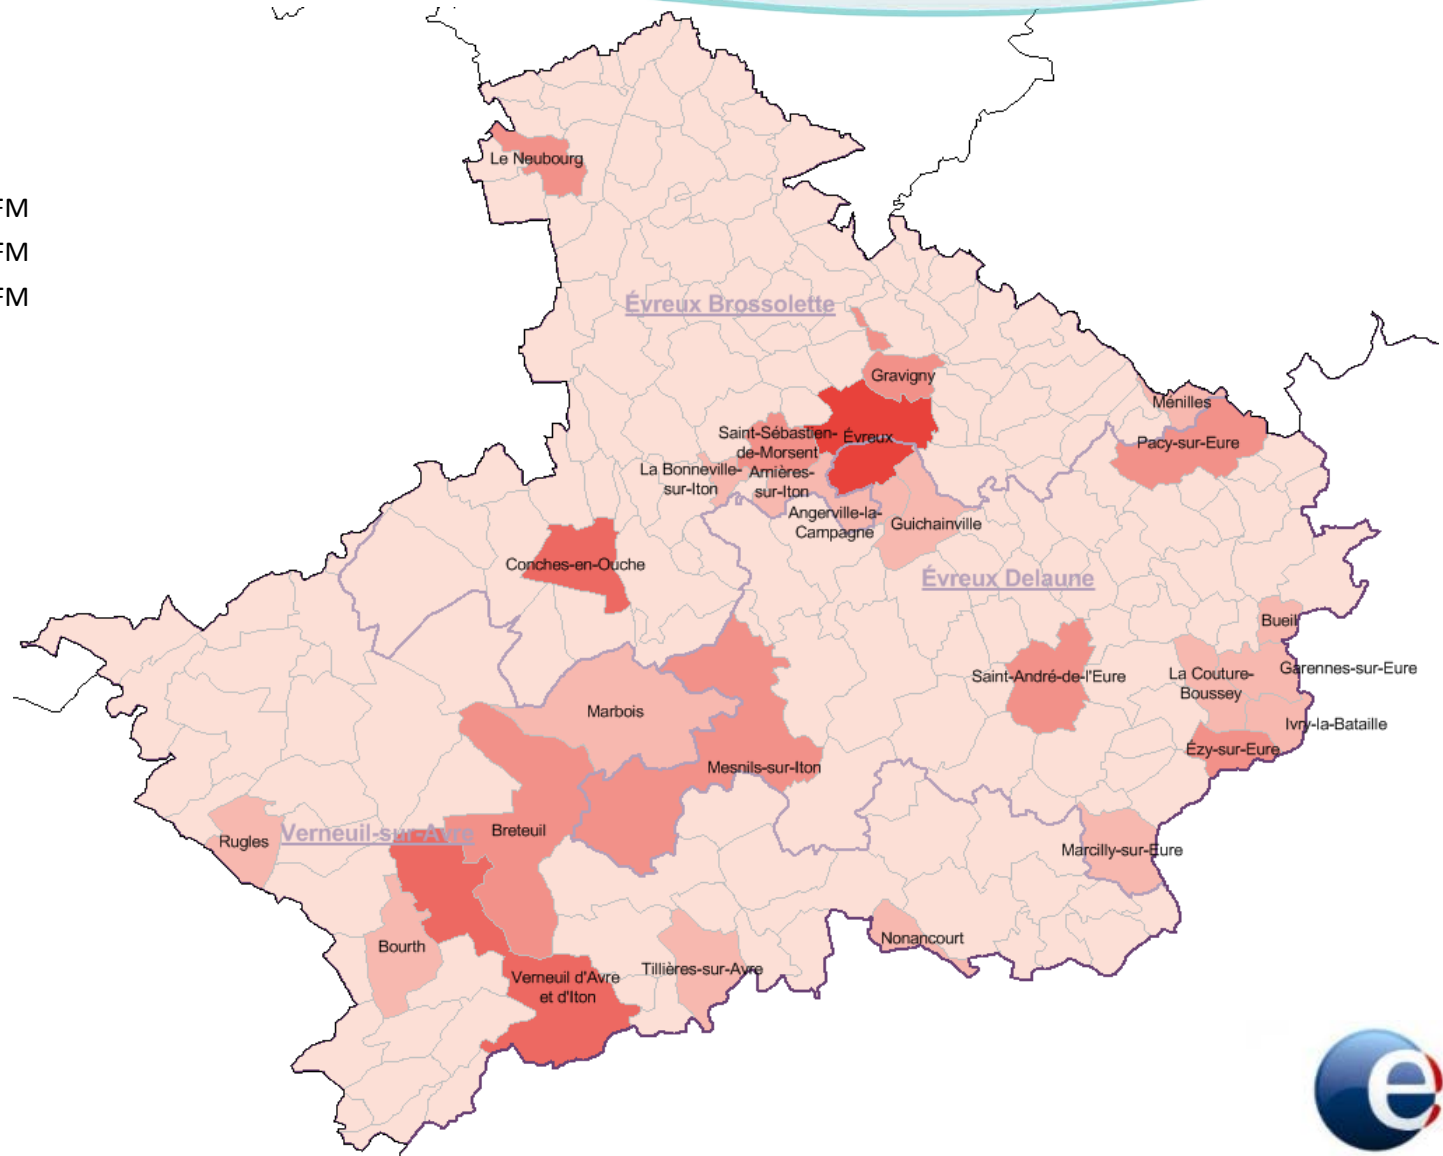 FM
FM
FM
Le Neubourg
Évreux Brossolette
Gravigny
Ménilles
Pacy-sur-Eure
Saint-Sébastien-
de-Morsent
Évreux
La Bonneville-
sur-Iton
Arnières-
sur-Iton
Angerville-la-
Campagne
Guichainville
Conches-en-Ouche
Évreux Delaune
Bueil
Saint-André-de-l'Eure
La Couture-
Boussey
Garennes-sur-Eure
Ivry-la-Bataille
Ézy-sur-Eure
Marbois
Mesnils-sur-Iton
Rugles
Verneuil-sur-Avre
Breteuil
Marcilly-sur-Eure
Bourth
Nonancourt
Tillières-sur-Avre
Verneuil d'Avre
et d'Iton
e